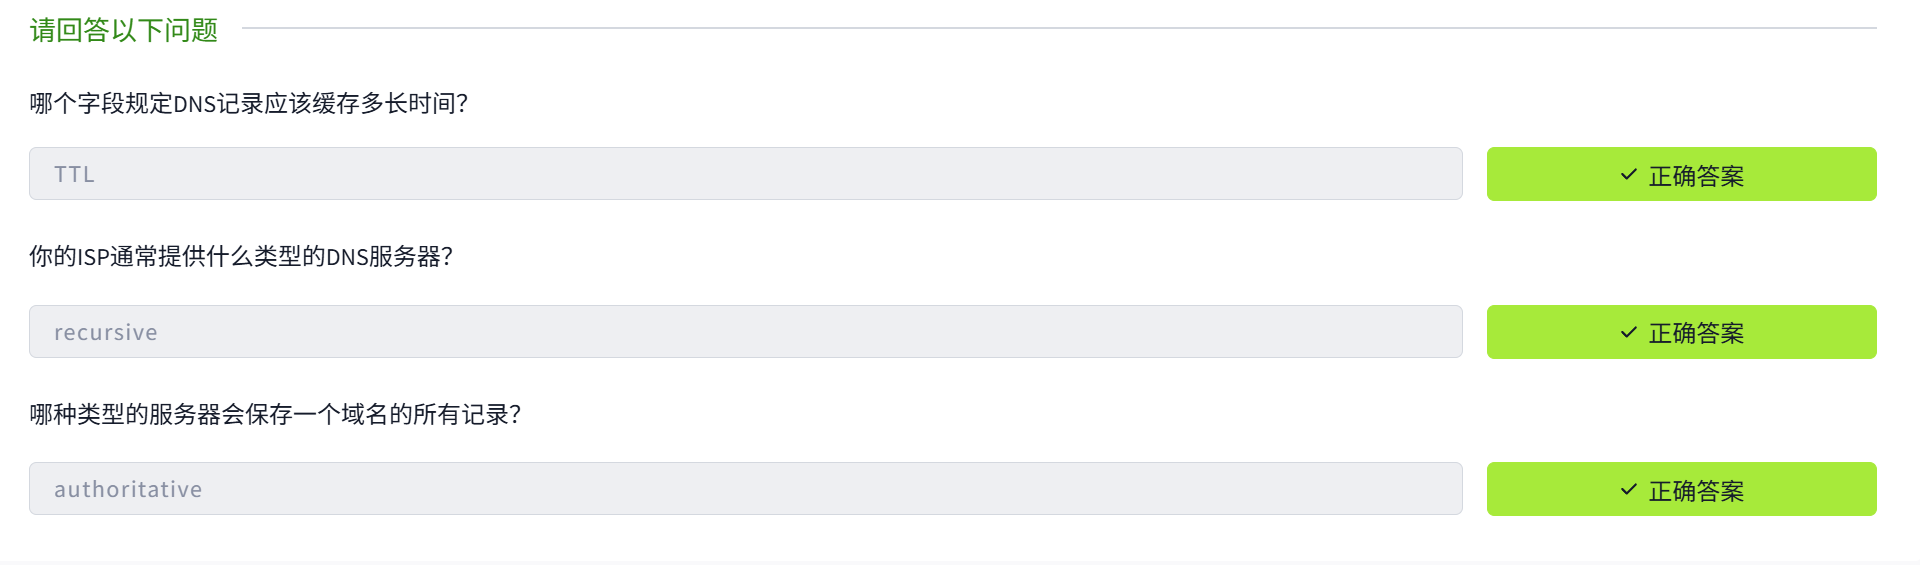 请回答以下问题
哪个字段规定DNS记录应该缓存多长时间?
TTL
正确答案
你的ISP通常提供什么类型的DNS服务器?
recursive
正确答案
哪种类型的服务器会保存一个域名的所有记录?
authoritative
正确答案